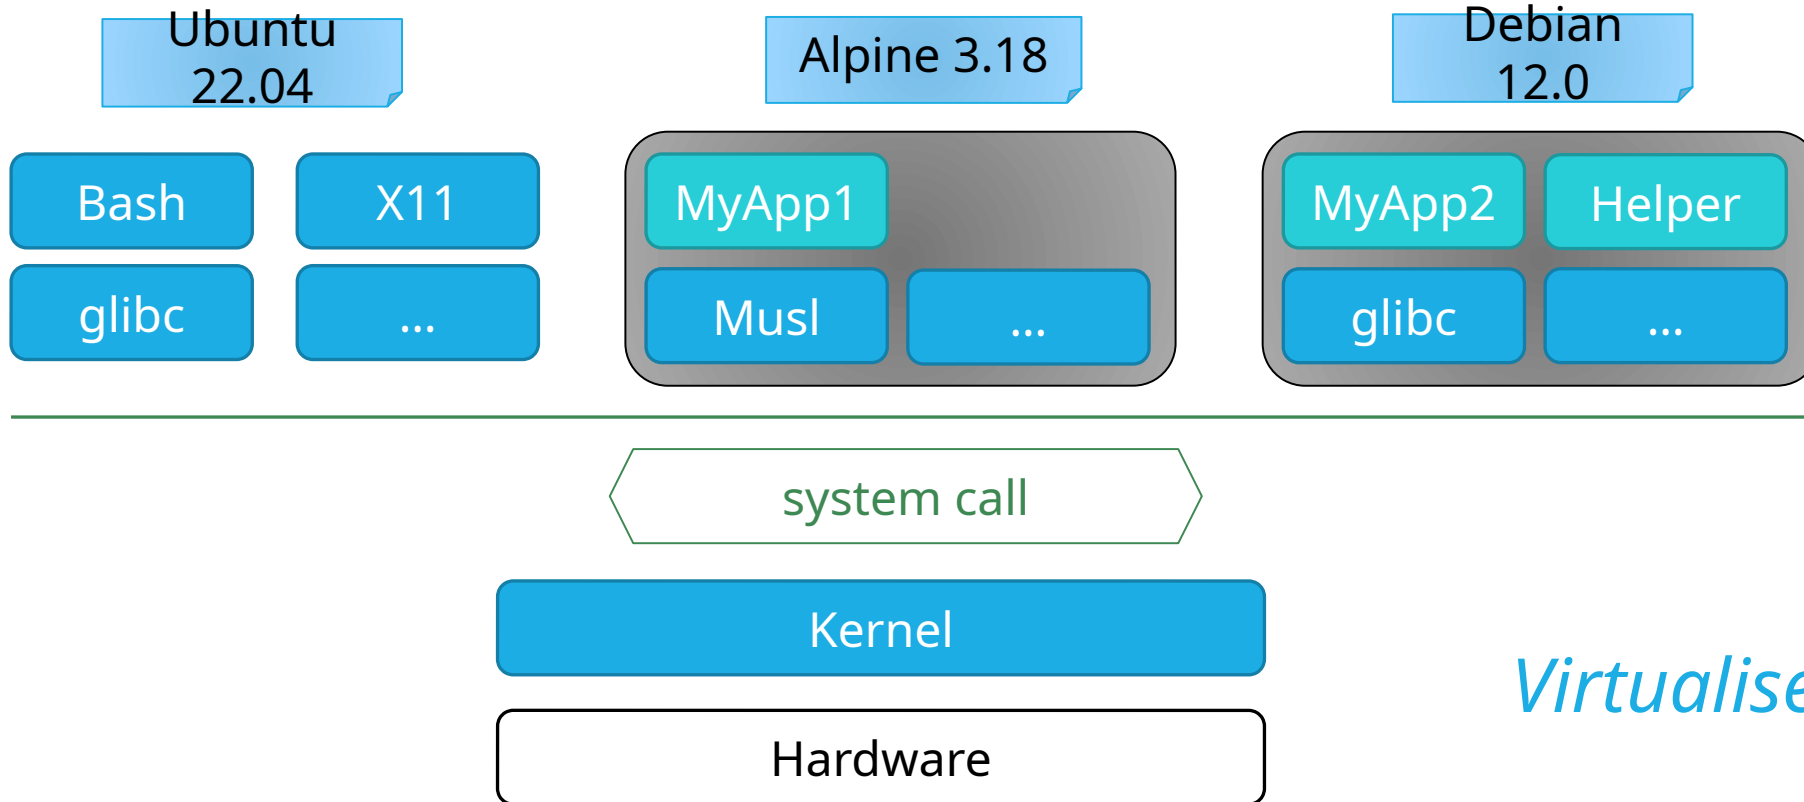 Ubuntu
22.04
Alpine 3.18
Debian
12.0
Bash
X11
MyApp1
MyApp2
Helper
glibc
...
Musl
...
glibc
...
system call
Kernel
Virtualise
Hardware